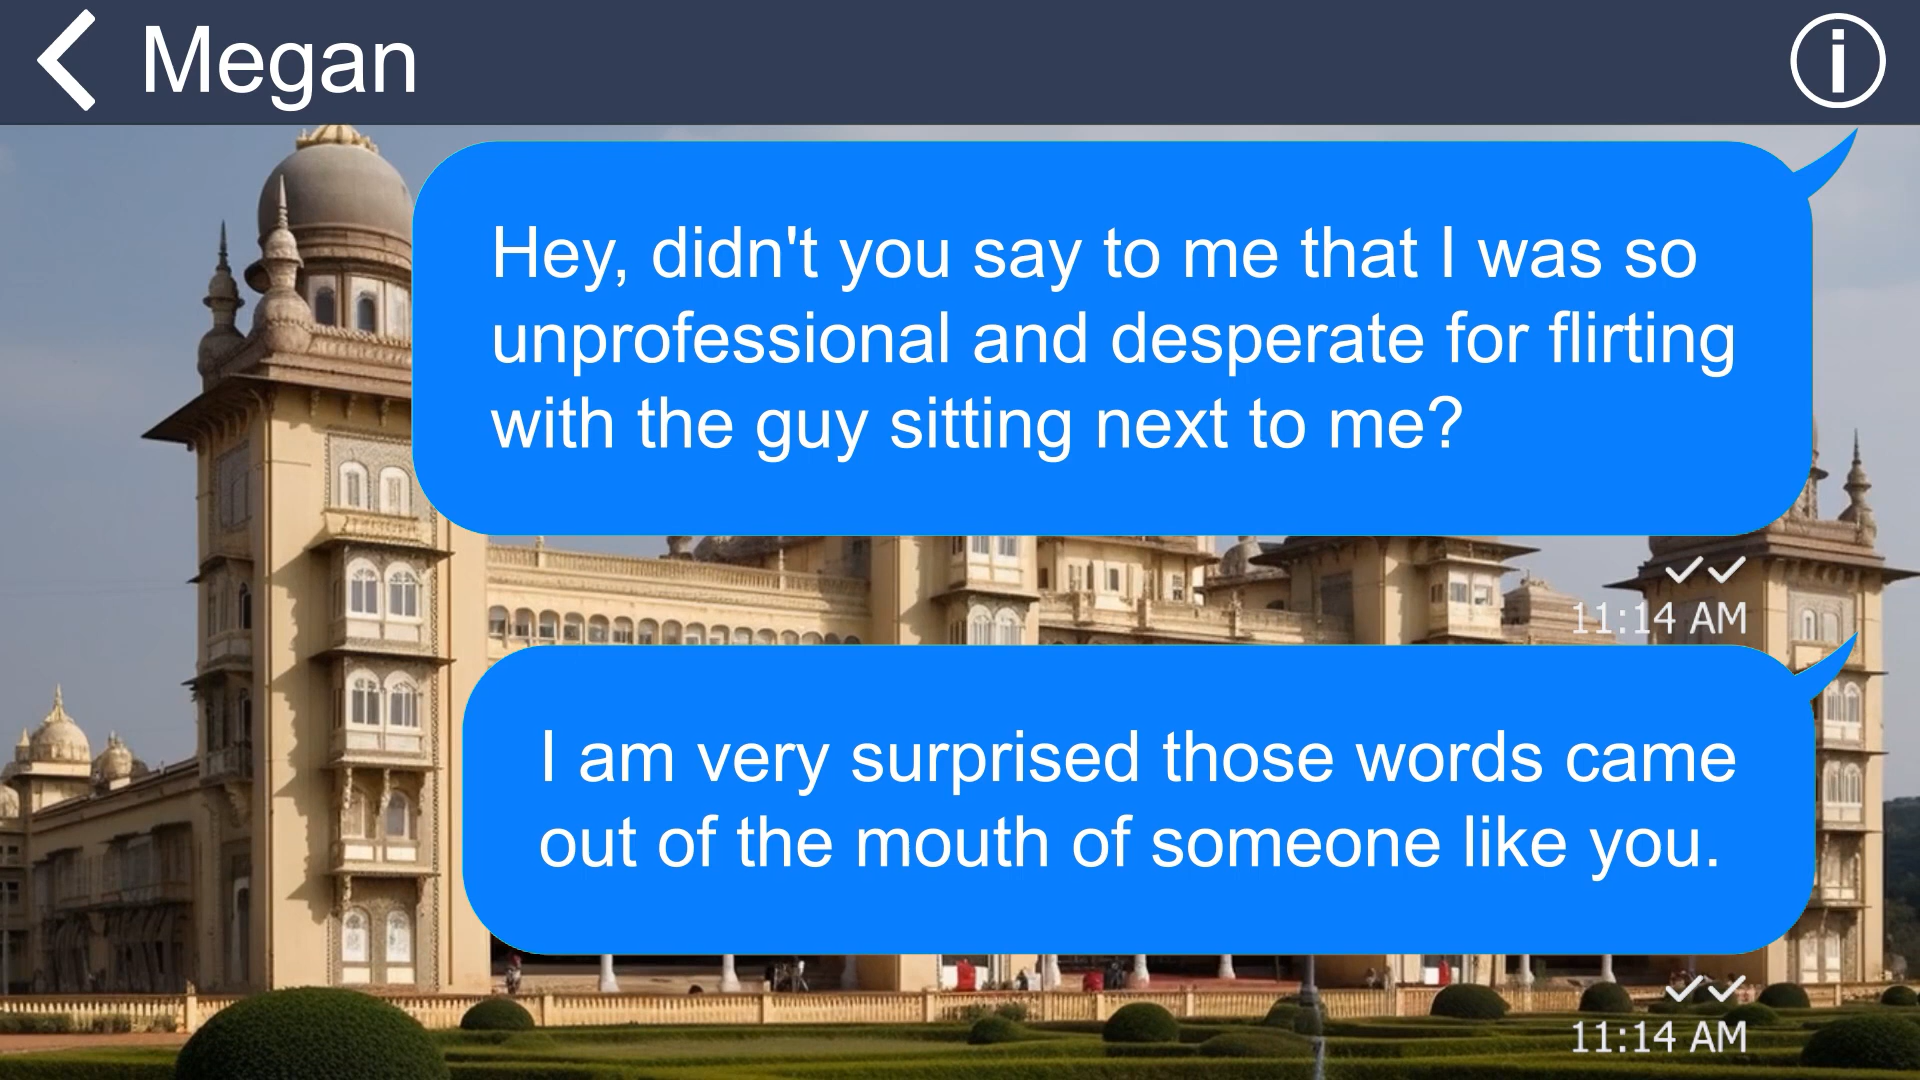 Megan
Hey, didn't you say to me that I was so
unprofessional and desperate for flirting
with the guy sitting next to me?
11:14 AM
I am very surprised those words came
out of the mouth of someone like you.
11:14 AM